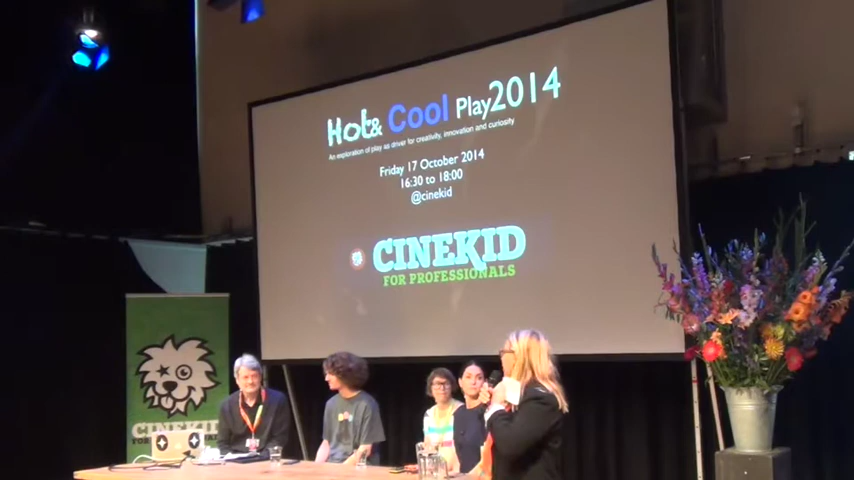 Hot& Cool Play2014
An exploration of play as driver for creativity, innovation and curiosity
Friday 17 October 2014
16:30 to 18:00
@cinekid
CINEKID
FOR PROFESSIONALS
CINEKID